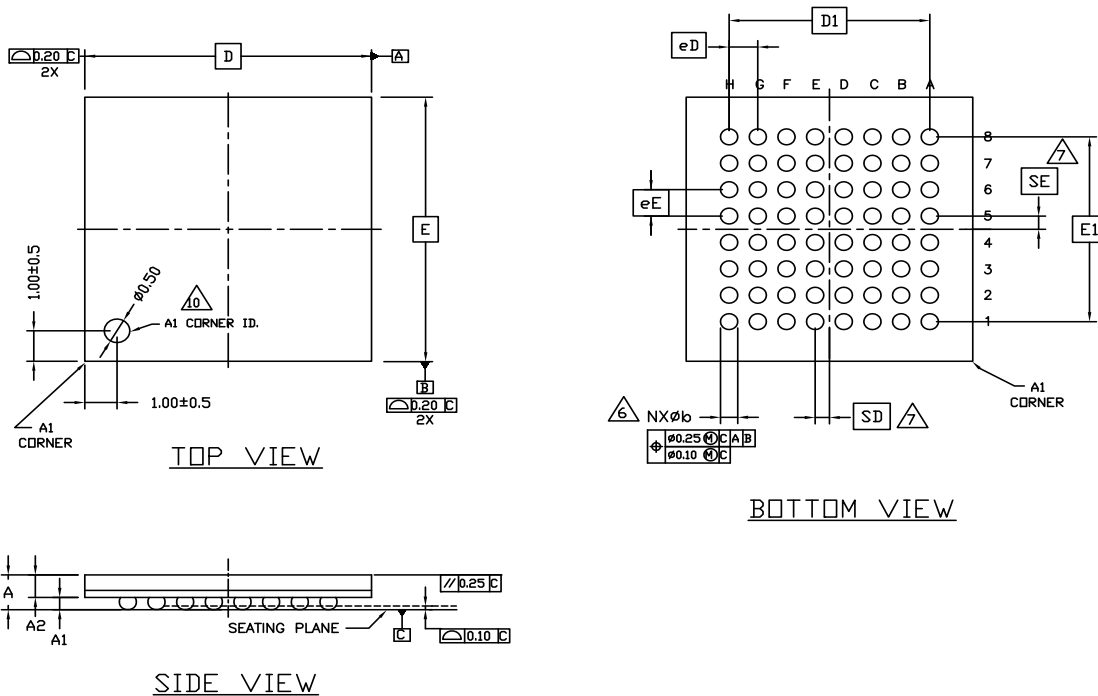 ⌓ 0.20 C
2X
D
A
E
1.00±0.5
ø0.50
10
A1 CORNER ID.
B
⌓ 0.20 C
2X
1.00±0.5
A1
CORNER
TOP VIEW
D1
eD
H G F E D C B A
8
7
7
6
SE
eE
5
E1
4
3
2
1
A1
CORNER
6 NXøb
SD 7
⌖ ø0.25 Ⓜ C A B
ø0.10 Ⓜ C
BOTTOM VIEW
A
A2
A1
// 0.25 C
SEATING PLANE
C
⌓ 0.10 C
SIDE VIEW